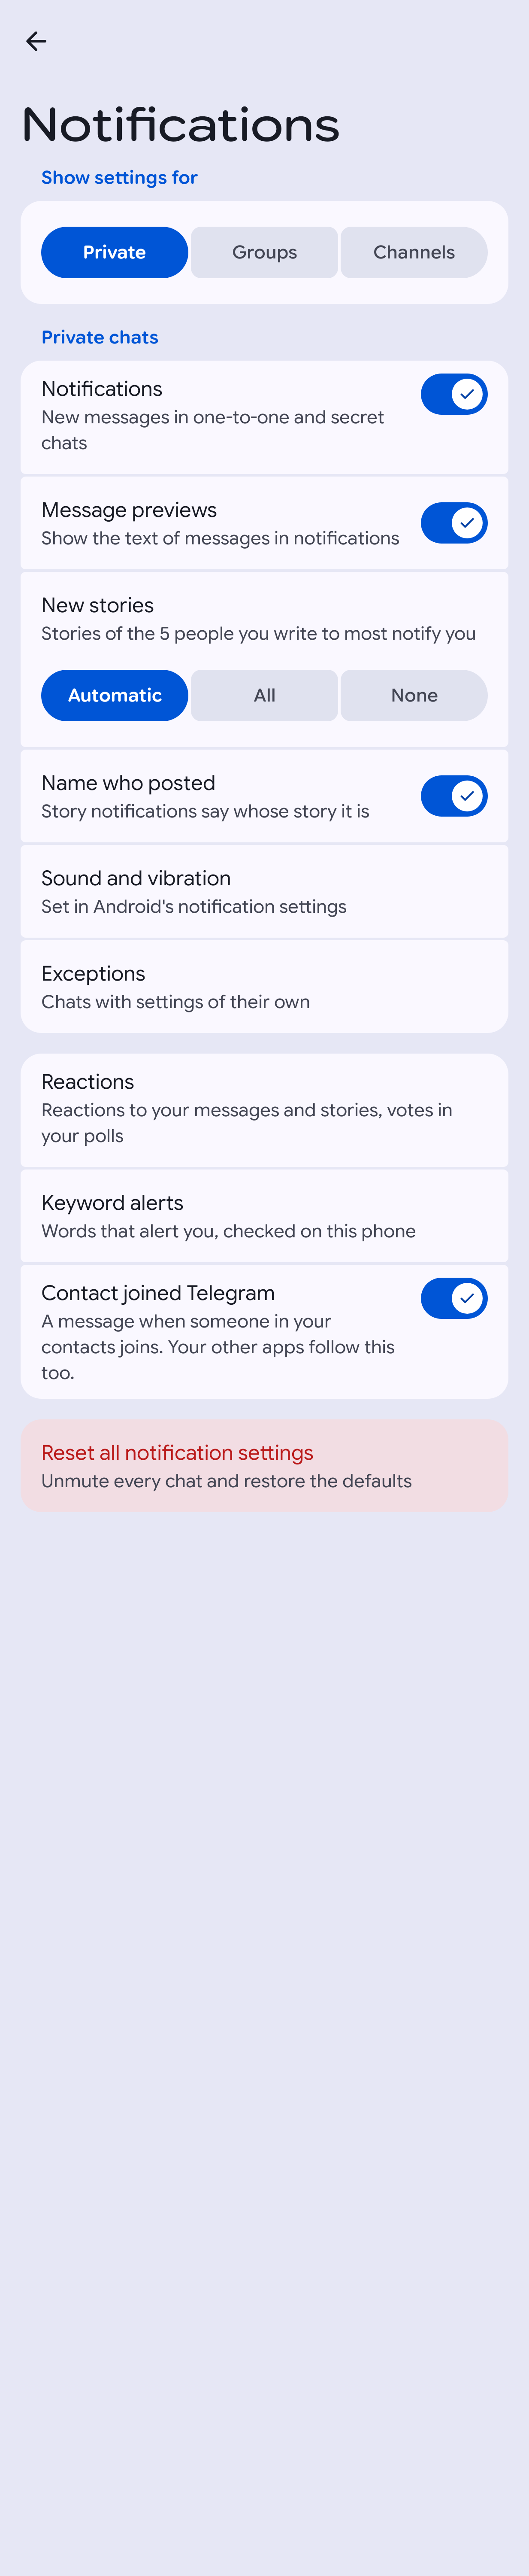 Notifications
Show settings for
Private
Groups
Channels
Private chats
Notifications
New messages in one-to-one and secret
chats
Message previews
Show the text of messages in notifications
New stories
Stories of the 5 people you write to most notify you
Automatic
All
None
Name who posted
Story notifications say whose story it is
Sound and vibration
Set in Android's notification settings
Exceptions
Chats with settings of their own
Reactions
Reactions to your messages and stories, votes in
your polls
Keyword alerts
Words that alert you, checked on this phone
Contact joined Telegram
A message when someone in your
contacts joins. Your other apps follow this
too.
Reset all notification settings
Unmute every chat and restore the defaults